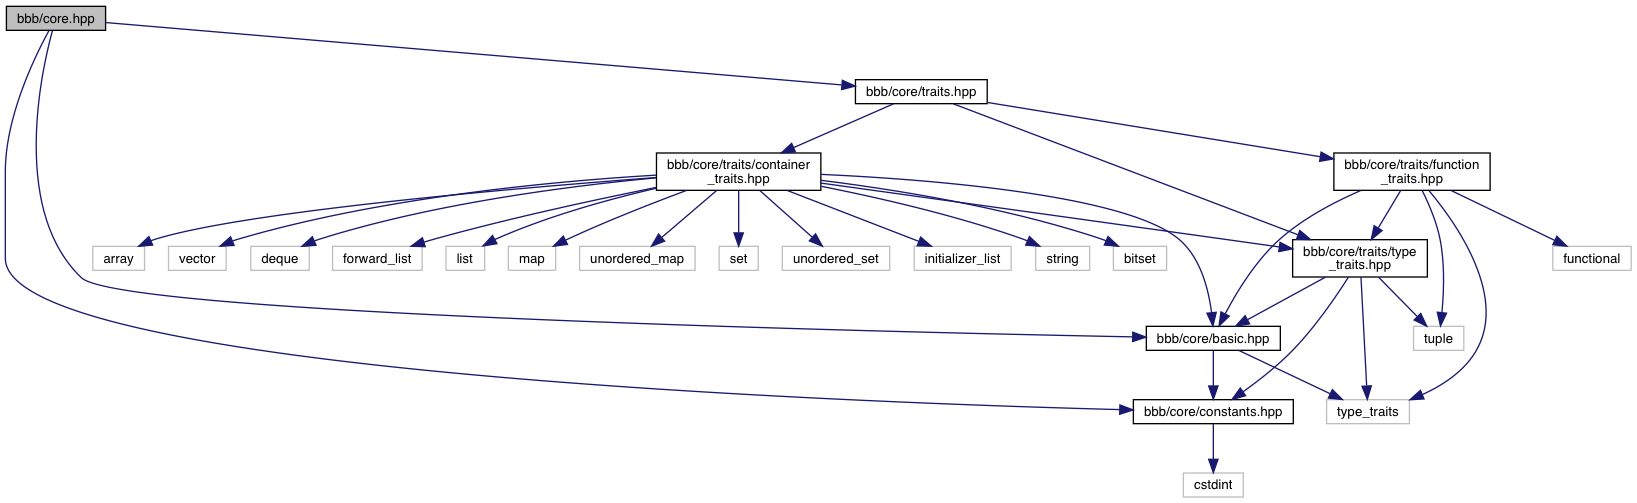 bbb/core.hpp
bbb/core/traits.hpp
bbb/core/traits/container
_traits.hpp
bbb/core/traits/function
_traits.hpp
array
vector
deque
forward_list
list
map
unordered_map
set
unordered_set
initializer_list
string
bitset
bbb/core/traits/type
_traits.hpp
functional
bbb/core/basic.hpp
tuple
bbb/core/constants.hpp
type_traits
cstdint